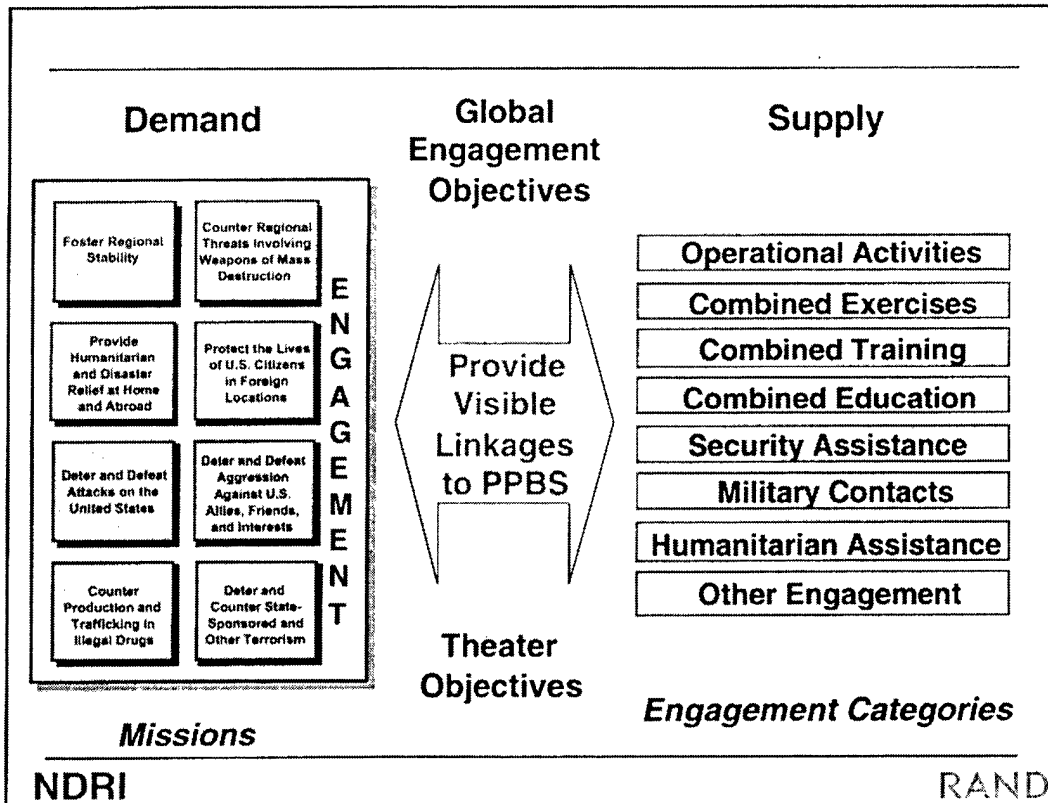 Demand
Foster Regional
Stability
Counter Regional
Threats Involving
Weapons of Mass
Destruction
Provide
Humanitarian
and Disaster
Relief at Home
and Abroad
Protect the Lives
of U.S. Citizens
in Foreign
Locations
Deter and Defeat
Attacks on the
United States
Deter and Defeat
Aggression
Against U.S.
Allies, Friends,
and Interests
Counter
Production and
Trafficking in
Illegal Drugs
Deter and
Counter State-
Sponsored and
Other Terrorism
ENGAGEMENT
Missions
Global
Engagement
Objectives
Provide
Visible
Linkages
to PPBS
Theater
Objectives
Supply
Operational Activities
Combined Exercises
Combined Training
Combined Education
Security Assistance
Military Contacts
Humanitarian Assistance
Other Engagement
Engagement Categories
NDRI
RAND